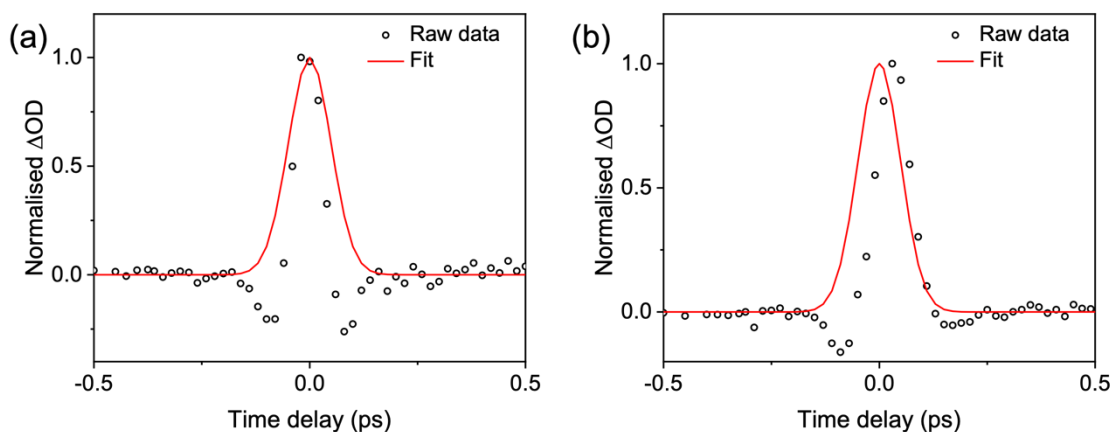 (a)
Raw data
Fit
1.0
0.5
0.0
Normalised ΔOD
-0.5
0.0
0.5
Time delay (ps)
(b)
Raw data
Fit
1.0
0.5
0.0
Normalised ΔOD
-0.5
0.0
0.5
Time delay (ps)